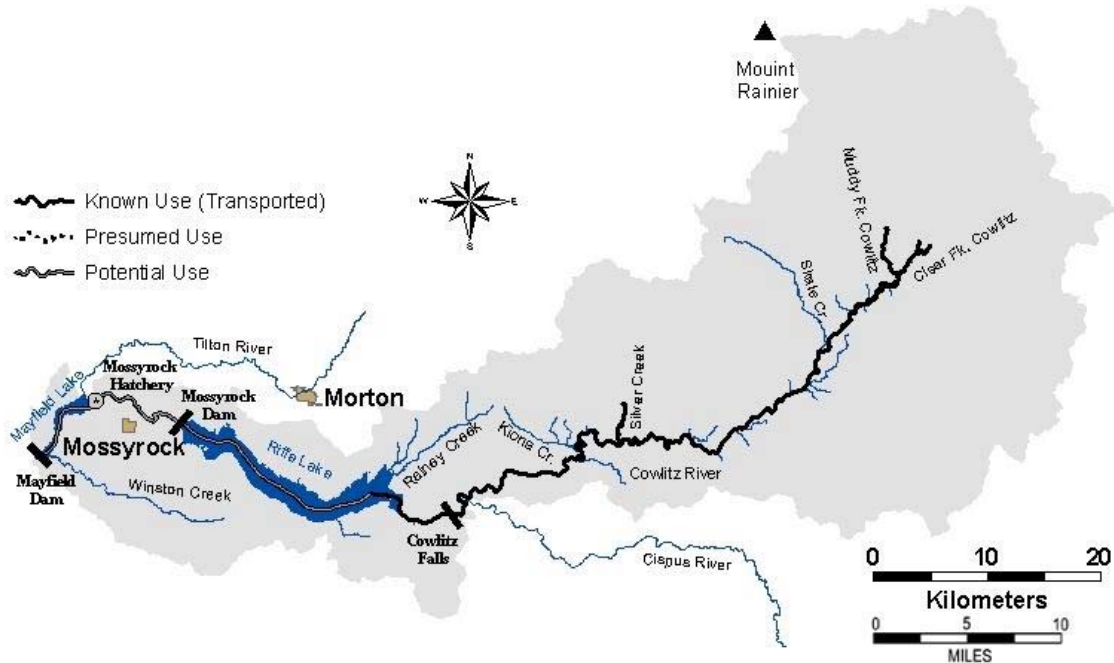 Mouint
Rainier
N
W
E
S
Known Use (Transported)
Presumed Use
Potential Use
Muddy Fk. Cowlitz
Clear Fk. Cowlitz
Skate Cr.
Tilton River
Mossyrock
Hatchery
Mayfield Lake
Mossyrock
Dam
Morton
Mossyrock
Riffe Lake
Rainey Creek
Kiona Cr.
Silver Creek
Cowlitz River
Mayfield
Dam
Winston Creek
Cowlitz
Falls
Cispus River
0 10 20
Kilometers
0 5 10
MILES